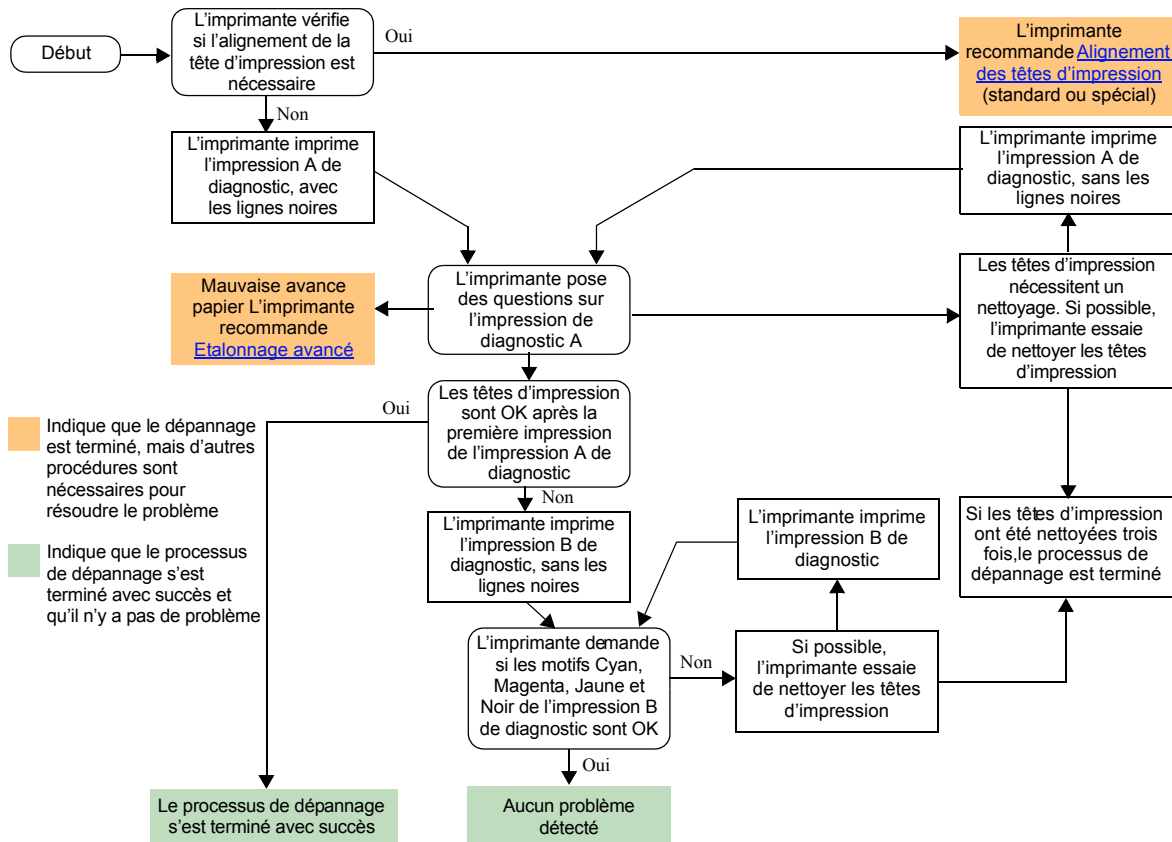 Début
L'imprimante vérifie
si l'alignement de la
tête d'impression est
nécessaire
Oui
L'imprimante
recommande Alignement
des têtes d'impression
(standard ou spécial)
Non
L'imprimante imprime
l'impression A de
diagnostic, avec
les lignes noires
L'imprimante imprime
l'impression A de
diagnostic, sans les
lignes noires
Mauvaise avance
papier L'imprimante
recommande
Etalonnage avancé
L'imprimante pose
des questions sur
l'impression de
diagnostic A
Les têtes d'impression
nécessitent un
nettoyage. Si possible,
l'imprimante essaie
de nettoyer les têtes
d'impression
Oui
Les têtes d'impression
sont OK après la
première impression
de l'impression A de
diagnostic
Indique que le dépannage
est terminé, mais d'autres
procédures sont
nécessaires pour
résoudre le problème
Indique que le processus
de dépannage s'est
terminé avec succès et
qu'il n'y a pas de problème
Non
L'imprimante imprime
l'impression B de
diagnostic, sans les
lignes noires
L'imprimante imprime
l'impression B de
diagnostic
Si les têtes d'impression
ont été nettoyées trois
fois,le processus de
dépannage est terminé
L'imprimante demande
si les motifs Cyan,
Magenta, Jaune et
Noir de l'impression B
de diagnostic sont OK
Non
Si possible,
l'imprimante essaie
de nettoyer les têtes
d'impression
Oui
Le processus de dépannage
s'est terminé avec succès
Aucun problème
détecté